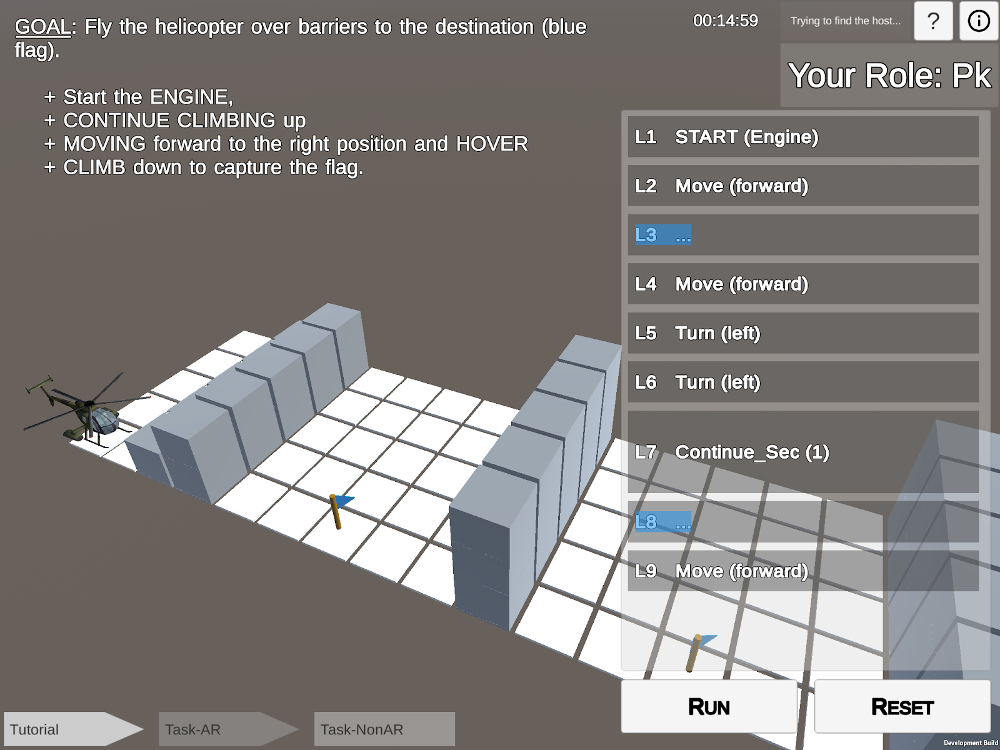 GOAL: Fly the helicopter over barriers to the destination (blue
flag).
+ Start the ENGINE,
+ CONTINUE CLIMBING up
+ MOVING forward to the right position and HOVER
+ CLIMB down to capture the flag.
00:14:59
Trying to find the host...
?
i
Your Role: Pk
L1 START (Engine)
L2 Move (forward)
L3 ...
L4 Move (forward)
L5 Turn (left)
L6 Turn (left)
L7 Continue_Sec (1)
L8 ...
L9 Move (forward)
RUN
RESET
Tutorial
Task-AR
Task-NonAR
Development Build